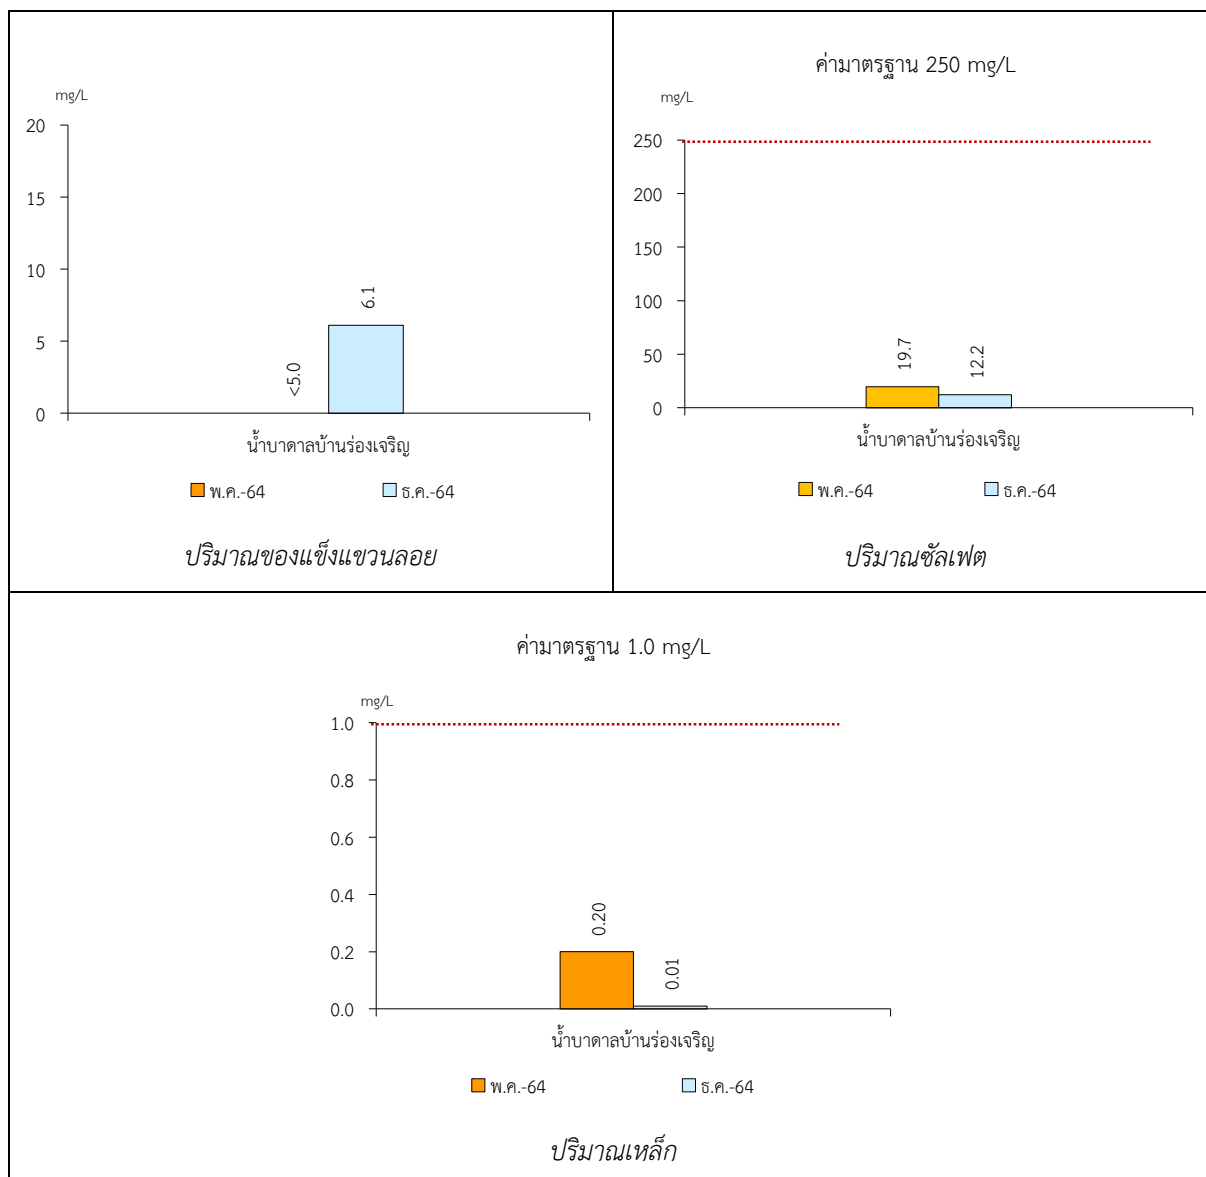 mg/L
20
15
10
5
0
<5.0
6.1
น้ำบาดาลบ้านร่องเจริญ
พ.ค.-64 ธ.ค.-64
ปริมาณของแข็งแขวนลอย
ค่ามาตรฐาน 250 mg/L
mg/L
250
200
150
100
50
0
19.7
12.2
น้ำบาดาลบ้านร่องเจริญ
พ.ค.-64 ธ.ค.-64
ปริมาณซัลเฟต
ค่ามาตรฐาน 1.0 mg/L
mg/L
1.0
0.8
0.6
0.4
0.2
0.0
0.20
0.01
น้ำบาดาลบ้านร่องเจริญ
พ.ค.-64 ธ.ค.-64
ปริมาณเหล็ก